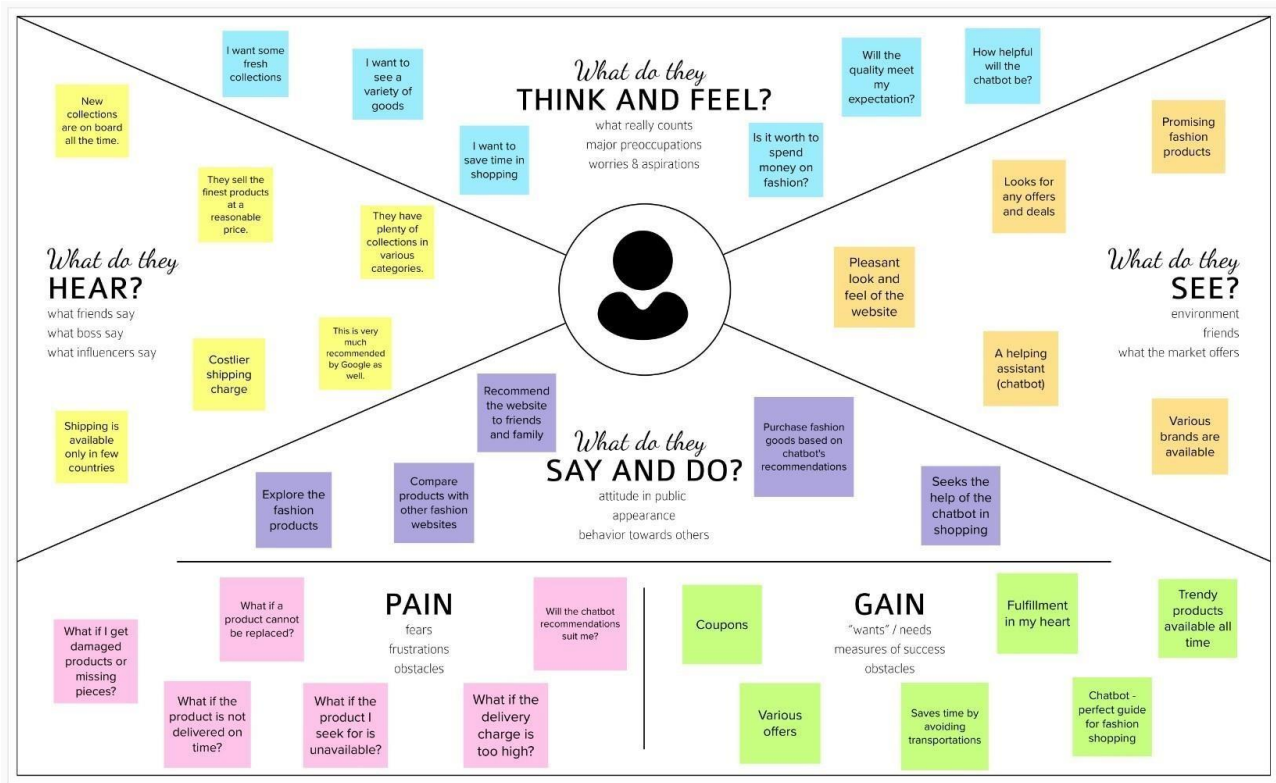 I want some
fresh
collections
I want to
see a
variety of
goods
I want to
save time in
shopping
What do they
THINK AND FEEL?
what really counts
major preoccupations
worries & aspirations
Will the
quality meet
my
expectation?
How helpful
will the
chatbot be?
Is it worth to
spend
money on
fashion?
New
collections
are on board
all the time.
They sell the
finest products
at a
reasonable
price.
They have
plenty of
collections in
various
categories.
What do they
HEAR?
what friends say
what boss say
what influencers say
Costlier
shipping
charge
This is very
much
recommended
by Google as
well.
Shipping is
available
only in few
countries
Promising
fashion
products
Looks for
any offers
and deals
Pleasant
look and
feel of the
website
What do they
SEE?
environment
friends
what the market offers
A helping
assistant
(chatbot)
Various
brands are
available
Recommend
the website
to friends
and family
What do they
SAY AND DO?
attitude in public
appearance
behavior towards others
Purchase fashion
goods based on
chatbot's
recommendations
Explore the
fashion
products
Compare
products with
other fashion
websites
Seeks the
help of the
chatbot in
shopping
PAIN
fears
frustrations
obstacles
What if I get
damaged
products or
missing
pieces?
What if a
product cannot
be replaced?
Will the chatbot
recommendations
suit me?
What if the
product is not
delivered on
time?
What if the
product I
seek for is
unavailable?
What if the
delivery
charge is
too high?
GAIN
"wants" / needs
measures of success
obstacles
Coupons
Fulfillment
in my heart
Trendy
products
available all
time
Various
offers
Saves time by
avoiding
transportations
Chatbot -
perfect guide
for fashion
shopping